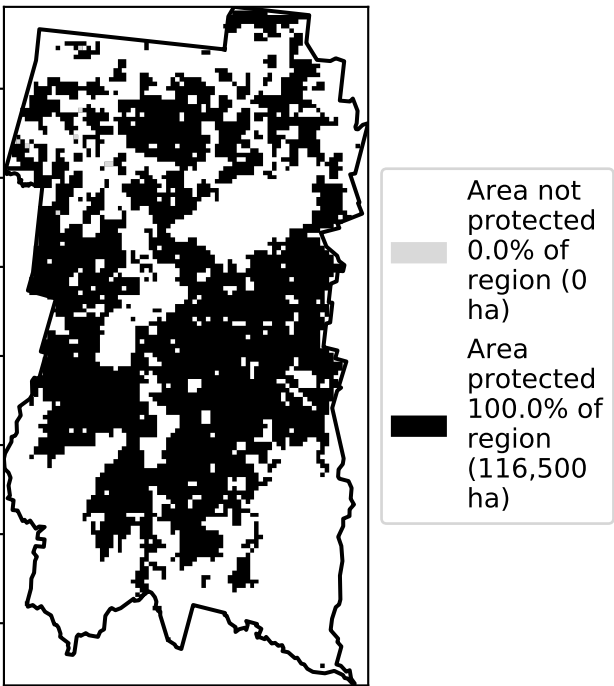 Area not
protected
0.0% of
region (0
ha)
Area
protected
100.0% of
region
(116,500
ha)